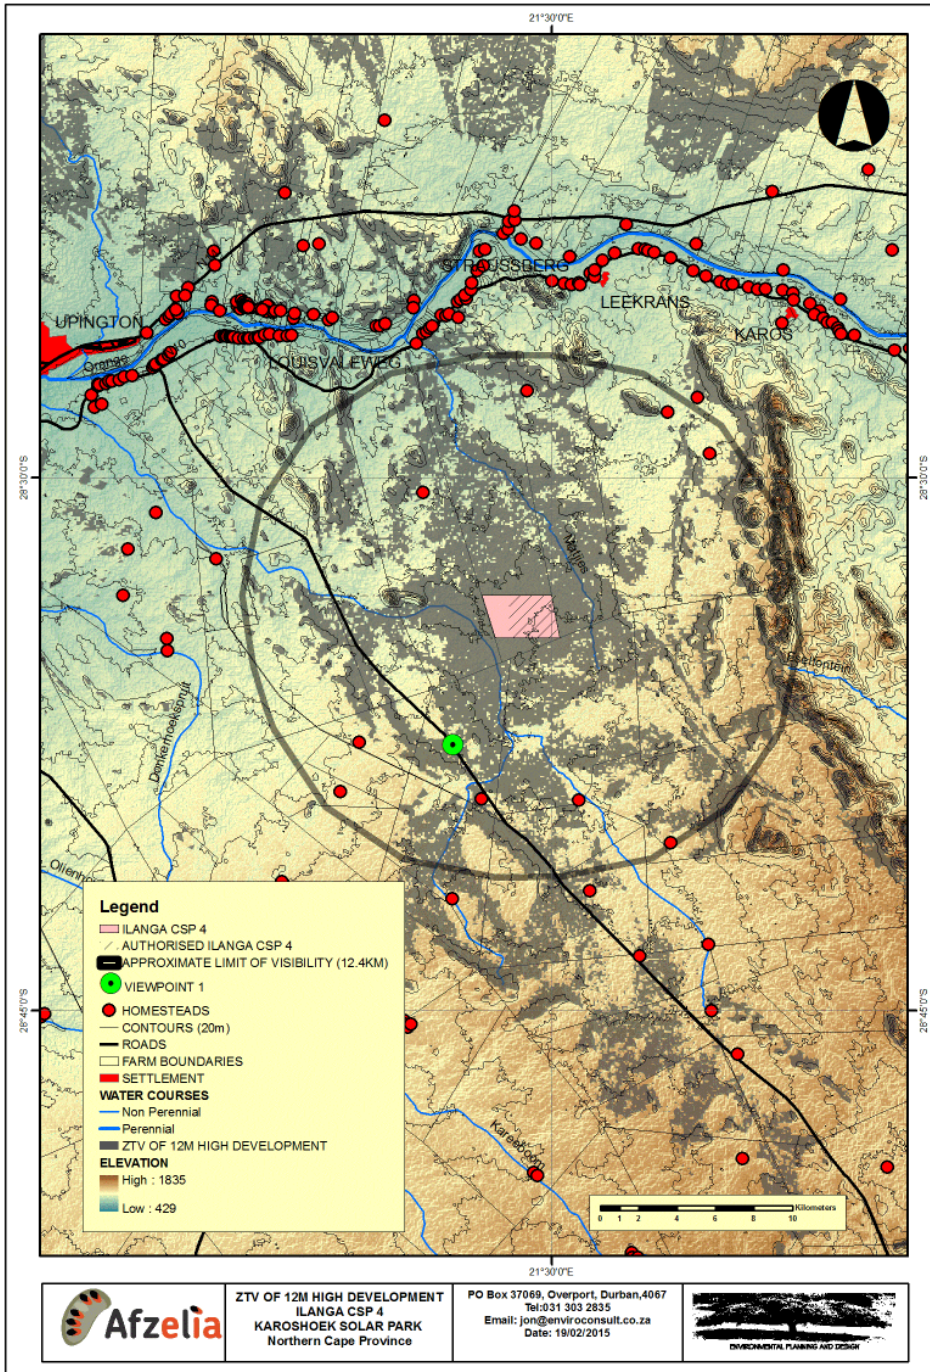 21°30'0"E
STRAUSSBERG
LEEKRANS
UPINGTON
KAROS
LOUISVALEWEG
Orange
28°30'0"S
28°30'0"S
Matjies
Donkerhoekspruit
Legend
ILANGA CSP 4
AUTHORISED ILANGA CSP 4
APPROXIMATE LIMIT OF VISIBILITY (12.4KM)
VIEWPOINT 1
HOMESTEADS
CONTOURS (20m)
ROADS
FARM BOUNDARIES
SETTLEMENT
WATER COURSES
Non Perennial
Perennial
ZTV OF 12M HIGH DEVELOPMENT
ELEVATION
High : 1835
Low : 429
28°45'0"S
28°45'0"S
Kareeboom
Kilometers
0 1 2 4 6 8 10
21°30'0"E
Afzelia
ZTV OF 12M HIGH DEVELOPMENT
ILANGA CSP 4
KAROSHOEK SOLAR PARK
Northern Cape Province
PO Box 37069, Overport, Durban,4067
Tel:031 303 2835
Email: jon@enviroconsult.co.za
Date: 19/02/2015
ENVIRONMENTAL PLANNING AND DESIGN